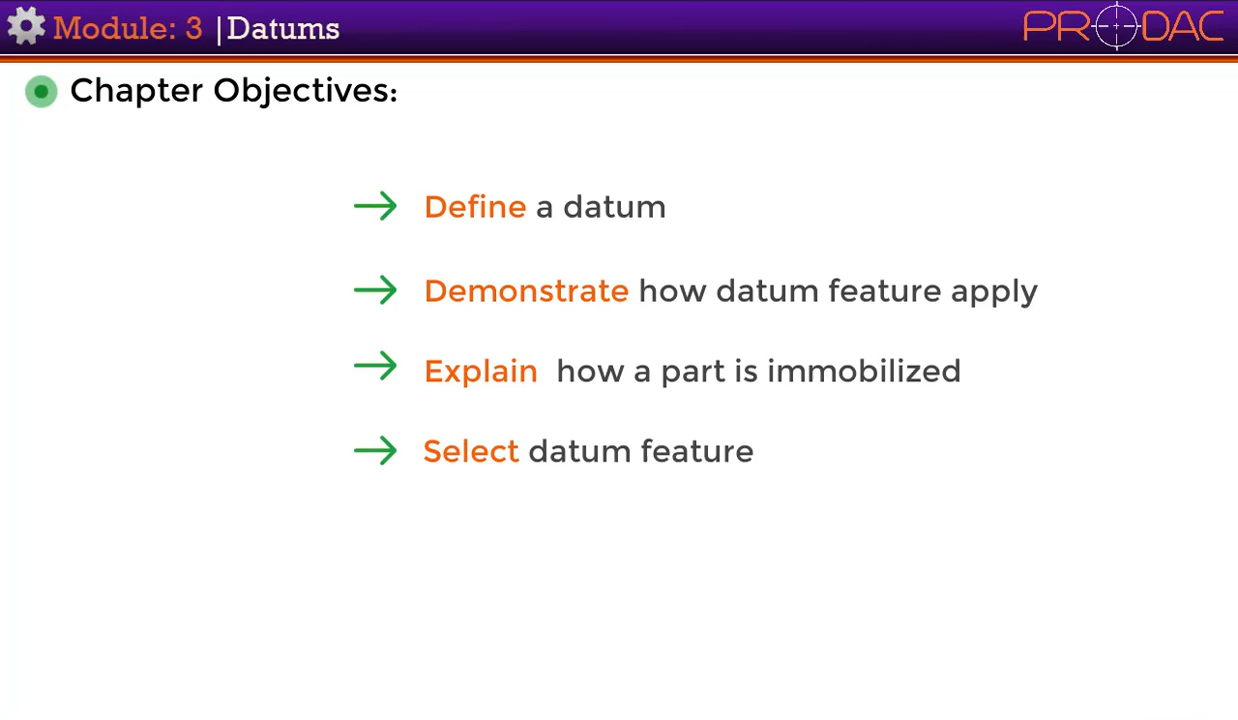 Module: 3 |Datums
PRODAC
Chapter Objectives:
Define a datum
Demonstrate how datum feature apply
Explain how a part is immobilized
Select datum feature